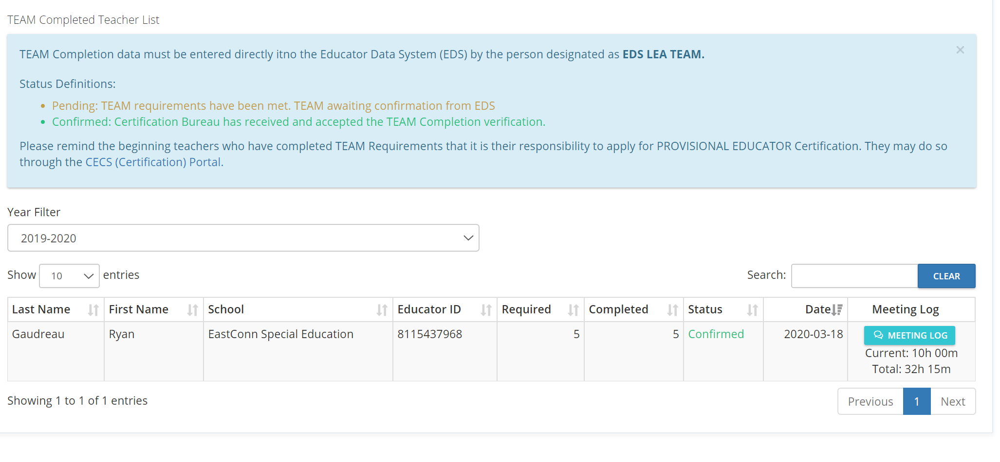 TEAM Completed Teacher List
TEAM Completion data must be entered directly itno the Educator Data System (EDS) by the person designated as EDS LEA TEAM.
×
Status Definitions:
• Pending: TEAM requirements have been met. TEAM awaiting confirmation from EDS
• Confirmed: Certification Bureau has received and accepted the TEAM Completion verification.
Please remind the beginning teachers who have completed TEAM Requirements that it is their responsibility to apply for PROVISIONAL EDUCATOR Certification. They may do so
through the CECS (Certification) Portal.
Year Filter
2019-2020
Show 10 entries Search: CLEAR
Last Name First Name School Educator ID Required Completed Status Date Meeting Log
Gaudreau Ryan EastConn Special Education 8115437968 5 5 Confirmed 2020-03-18 MEETING LOG
Current: 10h 00m
Total: 32h 15m
Showing 1 to 1 of 1 entries Previous 1 Next